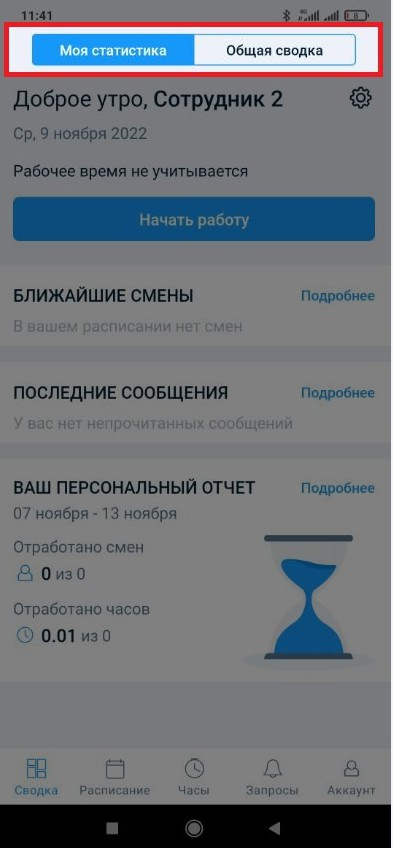 11:41
4G
8
Моя статистика Общая сводка
Доброе утро, Сотрудник 2
Ср, 9 ноября 2022
Рабочее время не учитывается
Начать работу
БЛИЖАЙШИЕ СМЕНЫ Подробнее
В вашем расписании нет смен
ПОСЛЕДНИЕ СООБЩЕНИЯ Подробнее
У вас нет непрочитанных сообщений
ВАШ ПЕРСОНАЛЬНЫЙ ОТЧЕТ Подробнее
07 ноября - 13 ноября
Отработано смен
0 из 0
Отработано часов
0.01 из 0
Сводка Расписание Часы Запросы Аккаунт